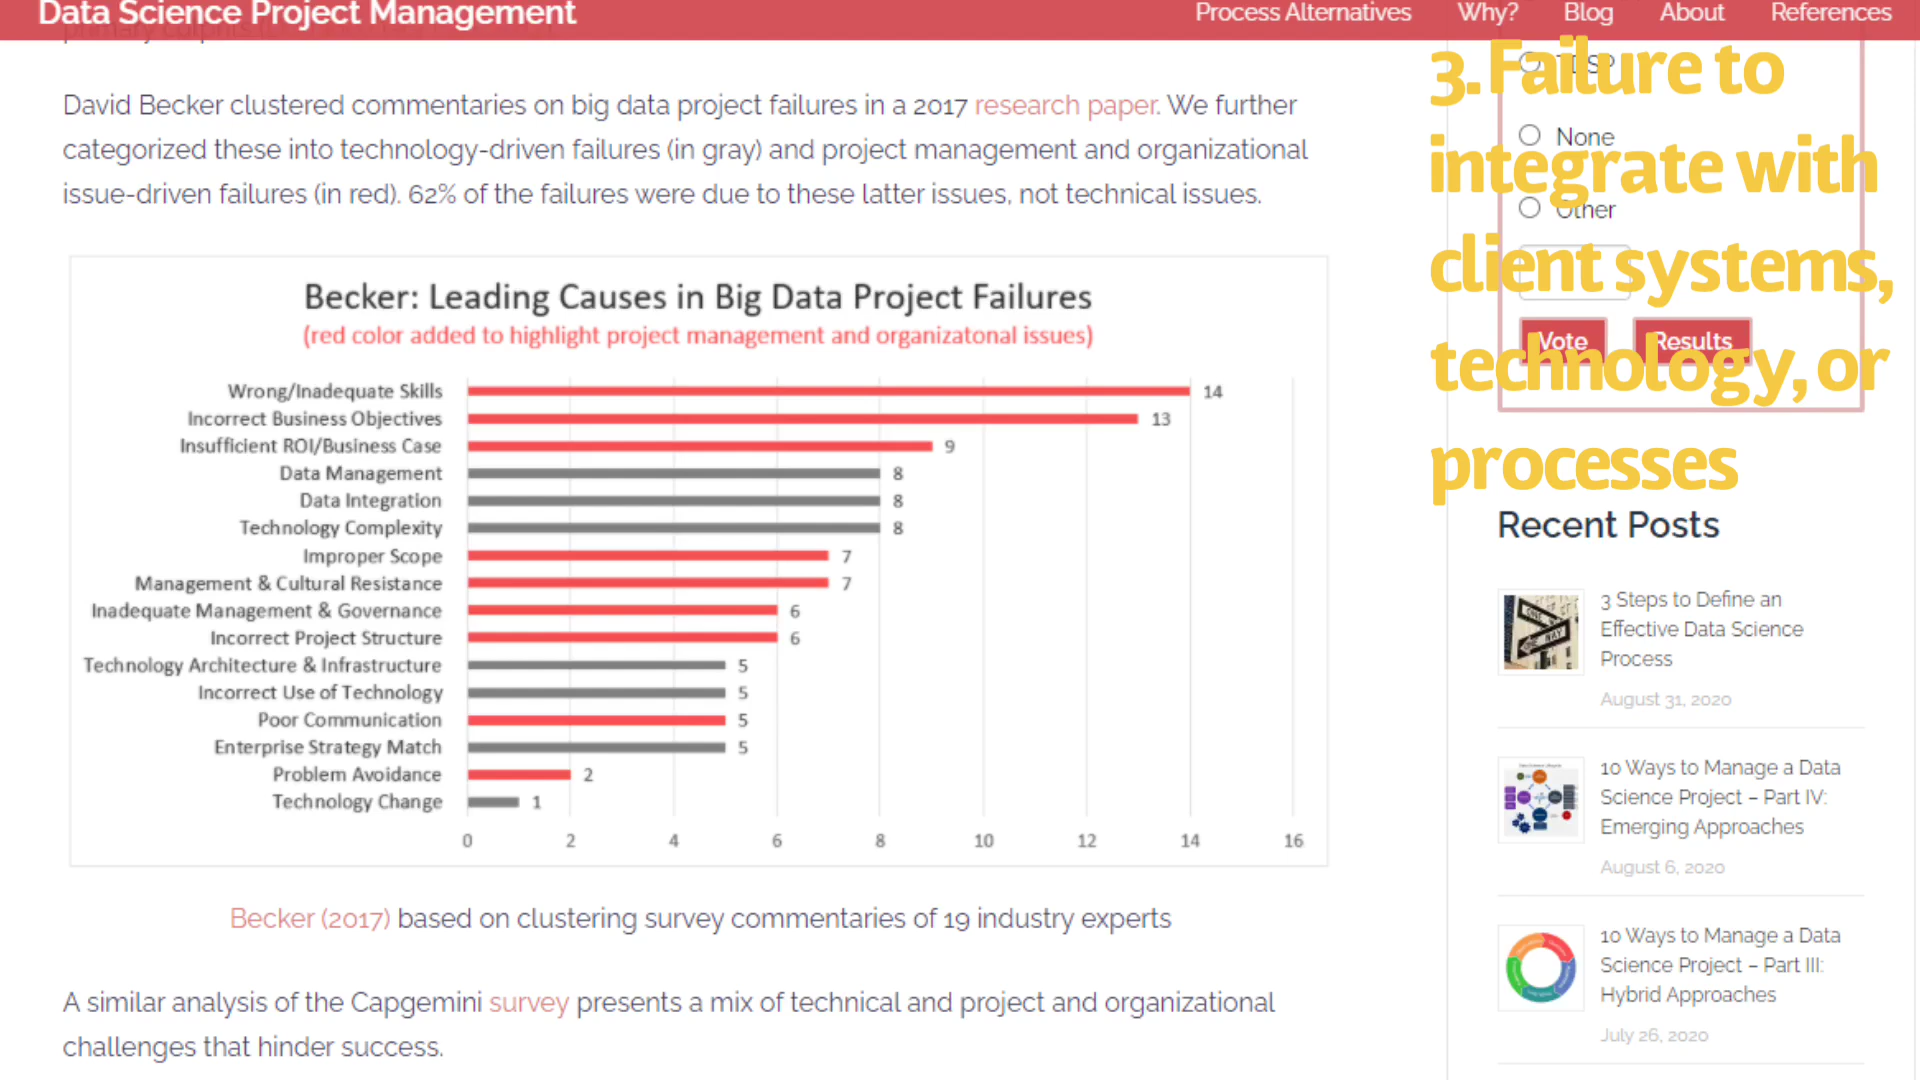 Data Science Project Management
Process Alternatives Why? Blog About References
primary culprits
David Becker clustered commentaries on big data project failures in a 2017 research paper. We further
categorized these into technology-driven failures (in gray) and project management and organizational
issue-driven failures (in red). 62% of the failures were due to these latter issues, not technical issues.
Becker: Leading Causes in Big Data Project Failures
(red color added to highlight project management and organizatonal issues)
Wrong/Inadequate Skills 14
Incorrect Business Objectives 13
Insufficient ROI/Business Case 9
Data Management 8
Data Integration 8
Technology Complexity 8
Improper Scope 7
Management & Cultural Resistance 7
Inadequate Management & Governance 6
Incorrect Project Structure 6
Technology Architecture & Infrastructure 5
Incorrect Use of Technology 5
Poor Communication 5
Enterprise Strategy Match 5
Problem Avoidance 2
Technology Change 1
0 2 4 6 8 10 12 14 16
Becker (2017) based on clustering survey commentaries of 19 industry experts
A similar analysis of the Capgemini survey presents a mix of technical and project and organizational
challenges that hinder success.
3. Failure to
integrate with
client systems,
technology, or
processes
TDSP
None
Other
Vote Results
Recent Posts
3 Steps to Define an
Effective Data Science
Process
August 31, 2020
10 Ways to Manage a Data
Science Project – Part IV:
Emerging Approaches
August 6, 2020
10 Ways to Manage a Data
Science Project – Part III:
Hybrid Approaches
July 26, 2020